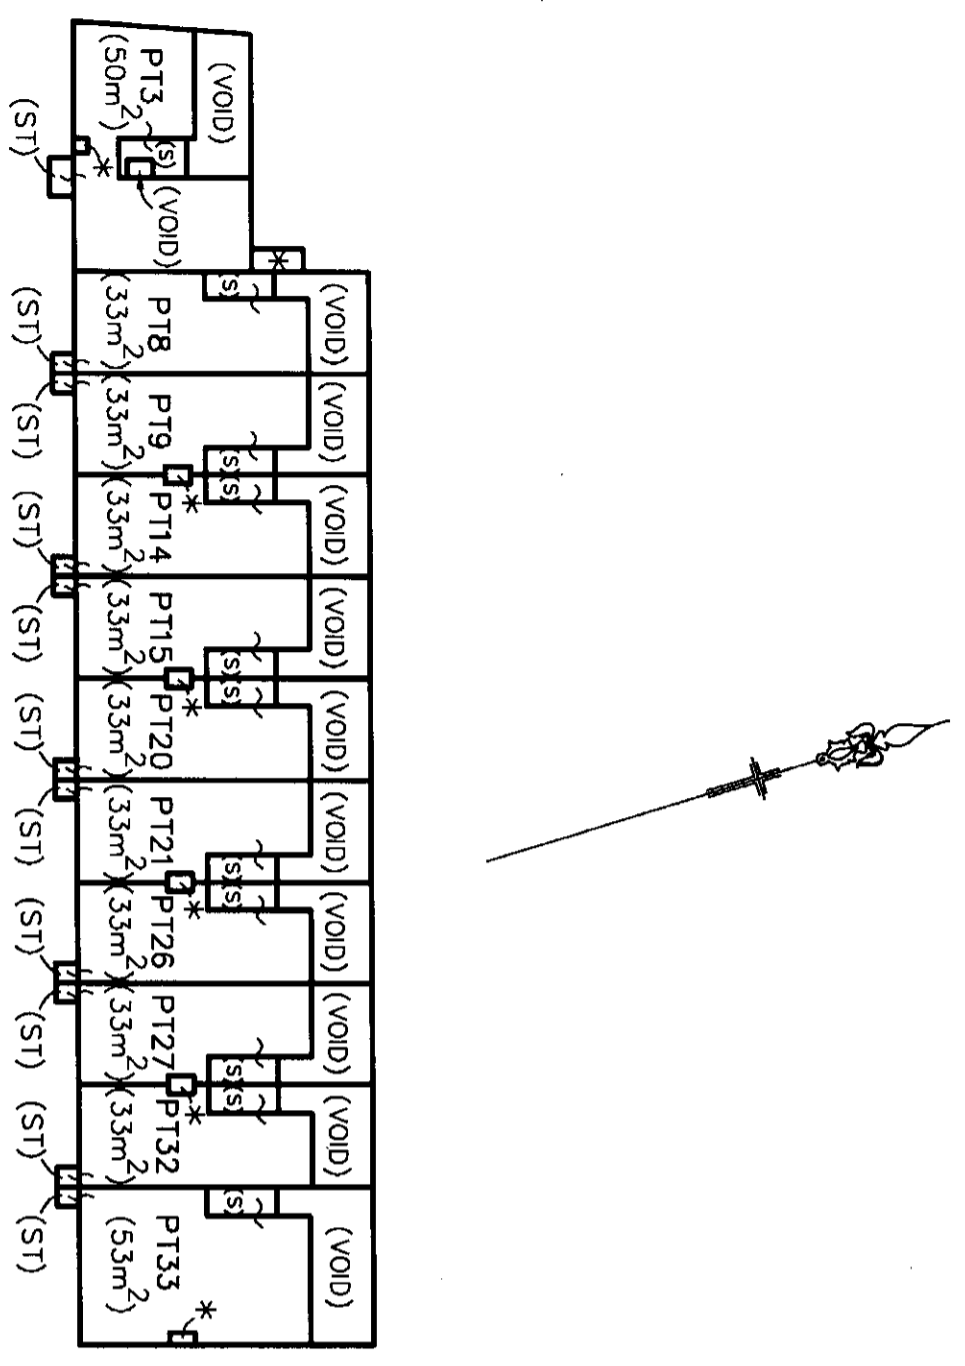 (VOID)
PT3
(50m²)
(S)
(VOID)
*
(ST)
*
(VOID)
(S)
PT8
(33m²)
(ST)
(VOID)
PT9
(33m²)
(S)
(ST)
*
(VOID)
(S)
PT14
(33m²)
(ST)
(VOID)
PT15
(33m²)
(S)
(ST)
*
(VOID)
(S)
PT20
(33m²)
(ST)
(VOID)
PT21
(33m²)
(S)
(ST)
*
(VOID)
(S)
PT26
(33m²)
(ST)
(VOID)
PT27
(33m²)
(S)
(ST)
*
(VOID)
(S)
PT32
(33m²)
(ST)
(VOID)
(S)
PT33
(53m²)
(ST)
*